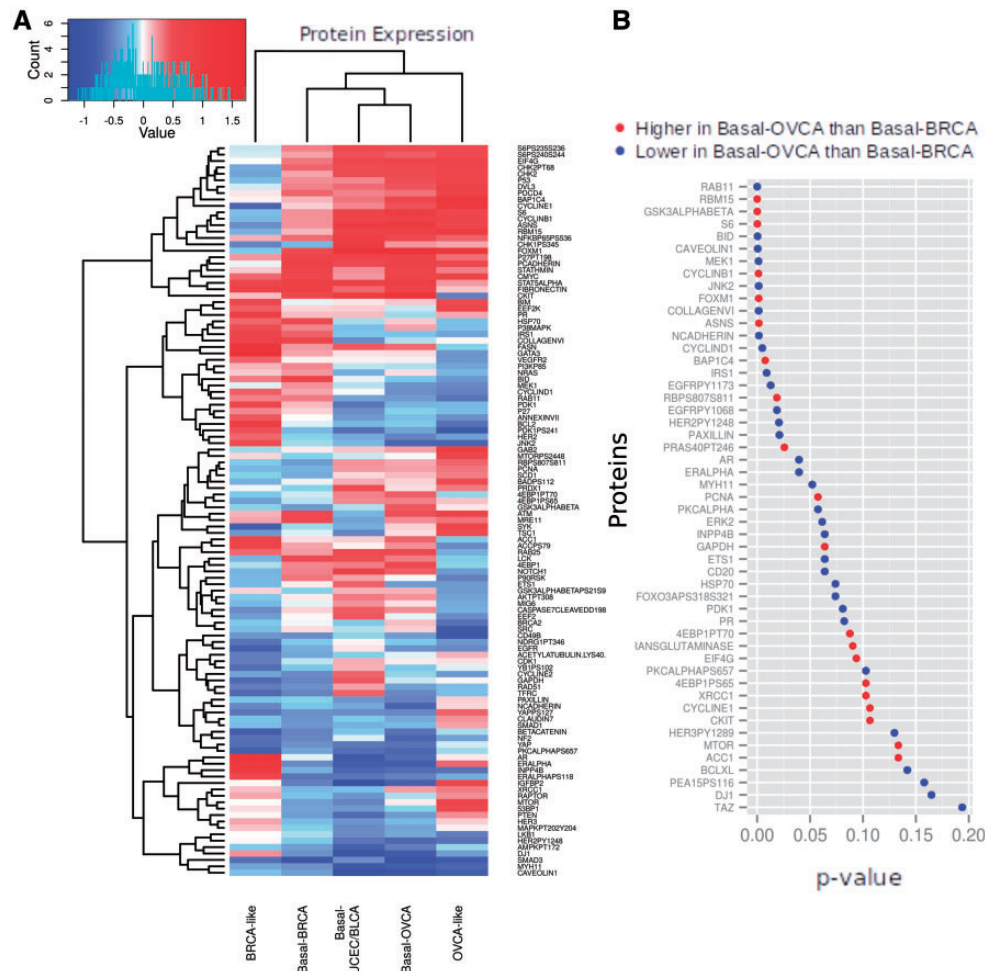 A
Protein Expression
Count
0 2 4 6
-1 -0.5 0 0.5 1 1.5
Value
S6PS235S236
S6PS240S244
EIF4G
CHK2PT68
CHK2
P53
DVL3
PDCD4
BAP1C4
CYCLINE1
S6
CYCLINB1
ASNS
RBM15
NFKBP65PS536
CHK1PS345
FOXM1
P27PT198
PCADHERIN
STATHMIN
CMYC
STAT5ALPHA
FIBRONECTIN
CKIT
BIM
EEF2K
PR
HSP70
P38MAPK
IRS1
COLLAGENVI
FASN
GATA3
VEGFR2
PI3KP85
NRAS
BID
MEK1
CYCLIND1
RAB11
PDK1
P27
ANNEXINVII
BCL2
PDK1PS241
HER2
JNK2
GAB2
MTORPS2448
RBPS807S811
PCNA
SCD1
BADPS112
PRDX1
4EBP1PT70
4EBP1PS65
GSK3ALPHABETA
ATM
MRE11
SYK
TSC1
ACC1
ACCPS79
RAB25
LCK
4EBP1
NOTCH1
P90RSK
ETS1
GSK3ALPHABETAPS21S9
AKTPT308
MIG6
CASPASE7CLEAVEDD198
EEF2
BRCA2
SRC
CD49B
NDRG1PT346
EGFR
ACETYLATUBULIN.LYS40.
CDK1
YB1PS102
CYCLINE2
GAPDH
RAD51
TFRC
PAXILLIN
NCADHERIN
YAPPS127
CLAUDIN7
SMAD1
BETACATENIN
NF2
YAP
PKCALPHAPS657
AR
ERALPHA
INPP4B
ERALPHAPS118
IGFBP2
XRCC1
RAPTOR
MTOR
53BP1
PTEN
HER3
MAPKPT202Y204
LKB1
HER2PY1248
AMPKPT172
DJ1
SMAD3
MYH11
CAVEOLIN1
BRCA-like
Basal-BRCA
Basal-
UCEC/BLCA
Basal-OVCA
OVCA-like
B
Higher in Basal-OVCA than Basal-BRCA
Lower in Basal-OVCA than Basal-BRCA
Proteins
RAB11
RBM15
GSK3ALPHABETA
S6
BID
CAVEOLIN1
MEK1
CYCLINB1
JNK2
FOXM1
COLLAGENVI
ASNS
NCADHERIN
CYCLIND1
BAP1C4
IRS1
EGFRPY1173
RBPS807S811
EGFRPY1068
HER2PY1248
PAXILLIN
PRAS40PT246
AR
ERALPHA
MYH11
PCNA
PKCALPHA
ERK2
INPP4B
GAPDH
ETS1
CD20
HSP70
FOXO3APS318S321
PDK1
PR
4EBP1PT70
IANSGLUTAMINASE
EIF4G
PKCALPHAPS657
4EBP1PS65
XRCC1
CYCLINE1
CKIT
HER3PY1289
MTOR
ACC1
BCLXL
PEA15PS116
DJ1
TAZ
0.00 0.05 0.10 0.15 0.20
p-value